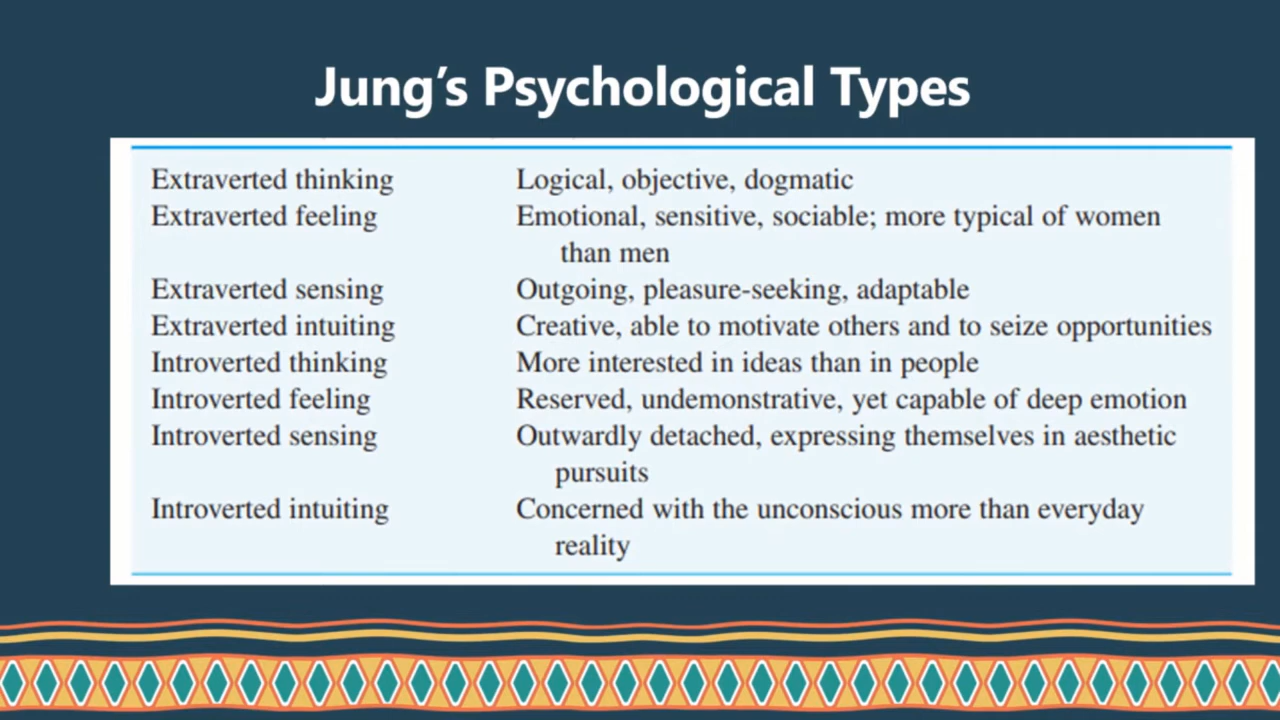 Jung’s Psychological Types
Extraverted thinking Logical, objective, dogmatic
Extraverted feeling Emotional, sensitive, sociable; more typical of women
than men
Extraverted sensing Outgoing, pleasure-seeking, adaptable
Extraverted intuiting Creative, able to motivate others and to seize opportunities
Introverted thinking More interested in ideas than in people
Introverted feeling Reserved, undemonstrative, yet capable of deep emotion
Introverted sensing Outwardly detached, expressing themselves in aesthetic
pursuits
Introverted intuiting Concerned with the unconscious more than everyday
reality